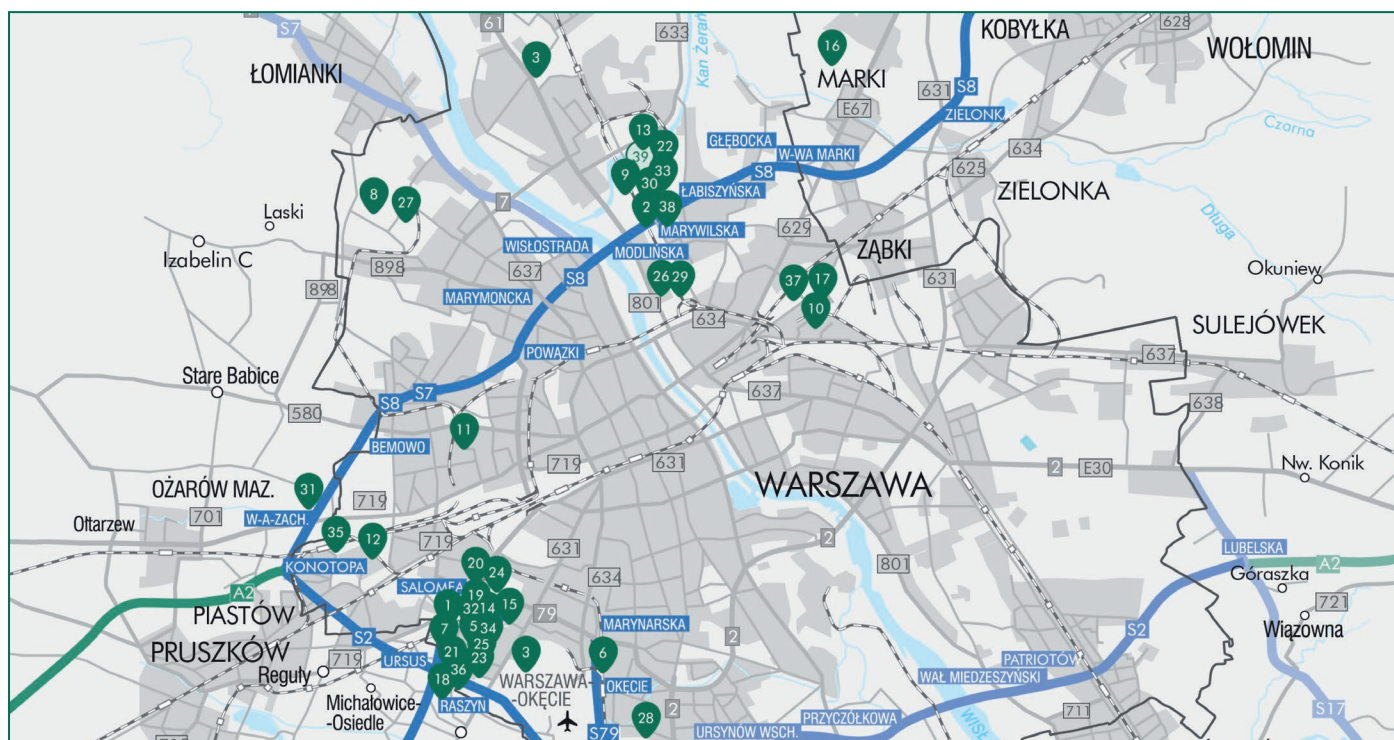 S7
61
633
Kan Żerań
KOBYŁKA
628
WOŁOMIN
ŁOMIANKI
3
16
MARKI
631
S8
E67
ZIELONK.
Czarna
13
22
39
GŁĘBOCKA
W-WA MARKI
634
9
33
30
S8
625
ZIELONKA
ŁABISZYŃSKA
8
27
7
2
38
MARYWILSKA
Laski
629
Długa
Izabelin C
WISŁOSTRADA
MODLIŃSKA
ZĄBKI
898
637
S8
26
29
37
17
631
Okuniew
898
MARYMONCKA
801
10
634
SULEJÓWEK
POWĄZKI
637
Stare Babice
637
S8
S7
638
580
11
BEMOWO
719
631
2
E30
Nw. Konik
OŻARÓW MAZ.
31
719
WARSZAWA
701
W-A-ZACH.
Ołtarzew
35
12
719
631
2
801
LUBELSKA
A2
KONOTOPA
20
24
634
Góraszka
A2
SALOMEA
19
PIASTÓW
1
32
14
15
79
721
Wiązowna
S2
7
5
34
MARYNARSKA
2
S2
PRUSZKÓW
719
URSUS
21
25
23
3
6
PATRIOTÓW
Reguły
36
18
WARSZAWA-
-OKĘCIE
OKĘCIE
WAŁ MIEDZESZYŃSKI
Michałowice-
-Osiedle
RASZYN
28
2
PRZYCZÓŁKOWA
711
S17
S79
URSYNÓW WSCH.